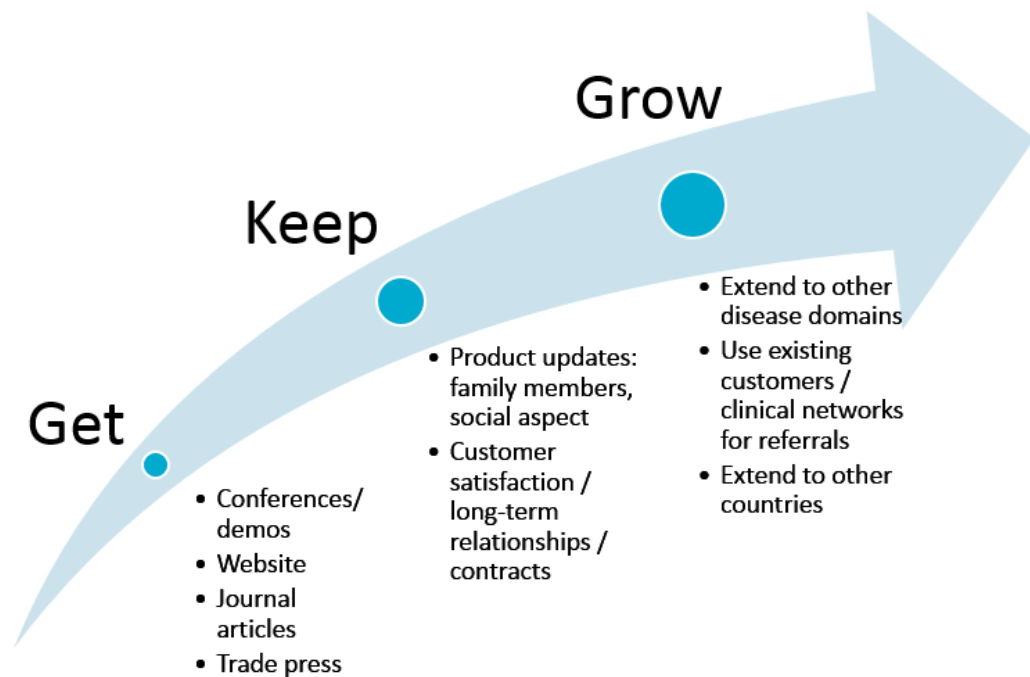 Get
• Conferences/
demos
• Website
• Journal
articles
• Trade press
Keep
• Product updates:
family members,
social aspect
• Customer
satisfaction /
long-term
relationships /
contracts
Grow
• Extend to other
disease domains
• Use existing
customers /
clinical networks
for referrals
• Extend to other
countries